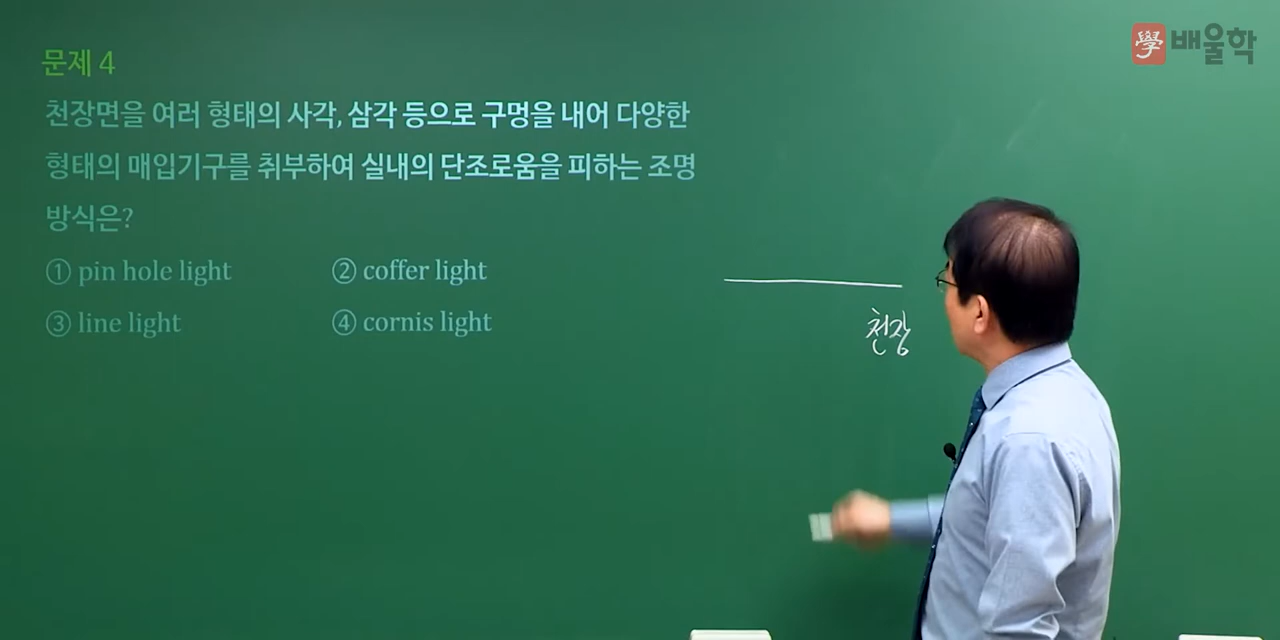 문제 4
천장면을 여러 형태의 사각, 삼각 등으로 구멍을 내어 다양한
형태의 매입기구를 취부하여 실내의 단조로움을 피하는 조명
방식은?
① pin hole light ② coffer light
③ line light ④ cornis light
천장
學 배울학